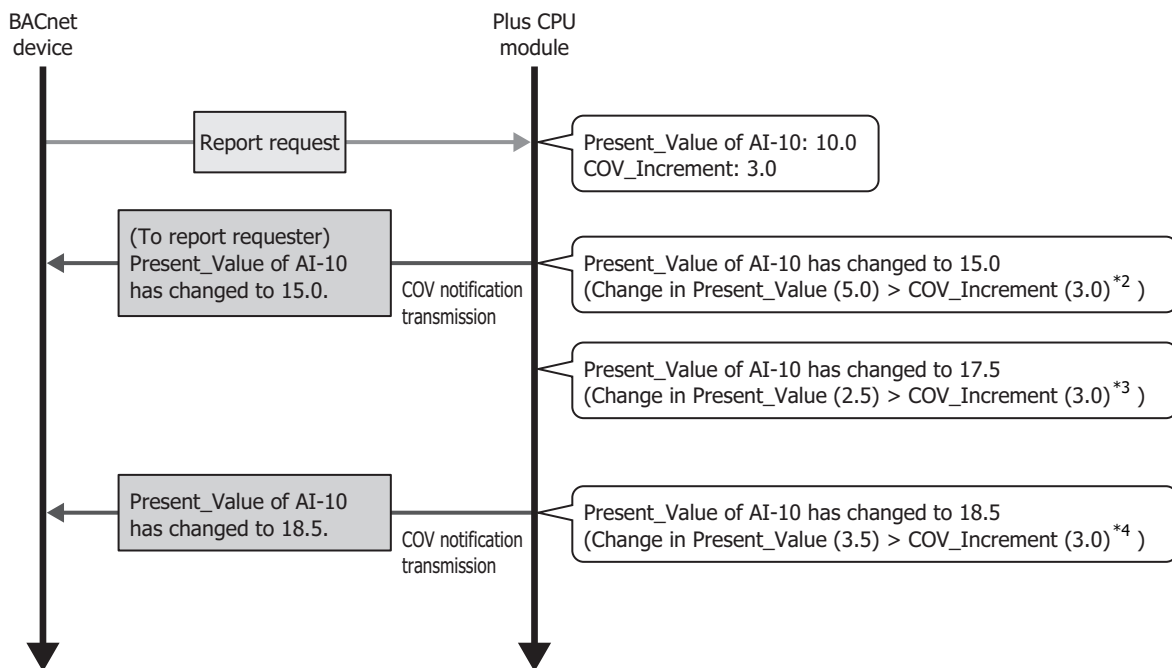 BACnet
device
Plus CPU
module
Report request
Present_Value of AI-10: 10.0
COV_Increment: 3.0
(To report requester)
Present_Value of AI-10
has changed to 15.0.
COV notification
transmission
Present_Value of AI-10 has changed to 15.0
(Change in Present_Value (5.0) > COV_Increment (3.0)*2 )
Present_Value of AI-10 has changed to 17.5
(Change in Present_Value (2.5) > COV_Increment (3.0)*3 )
Present_Value of AI-10
has changed to 18.5.
COV notification
transmission
Present_Value of AI-10 has changed to 18.5
(Change in Present_Value (3.5) > COV_Increment (3.0)*4 )